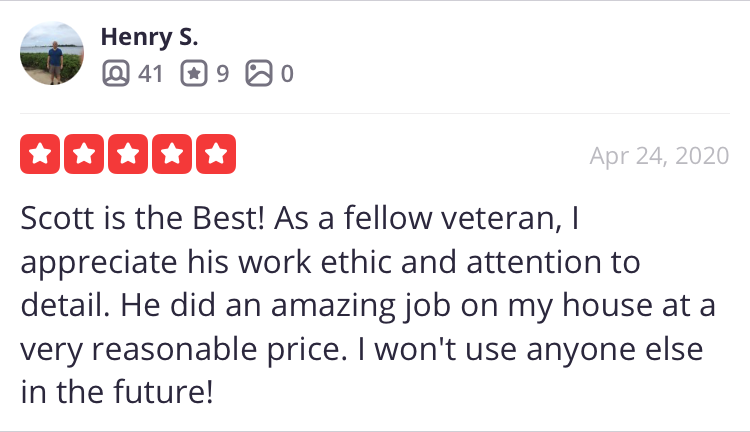 Henry S.
41 9 0
Apr 24, 2020
Scott is the Best! As a fellow veteran, I
appreciate his work ethic and attention to
detail. He did an amazing job on my house at a
very reasonable price. I won't use anyone else
in the future!